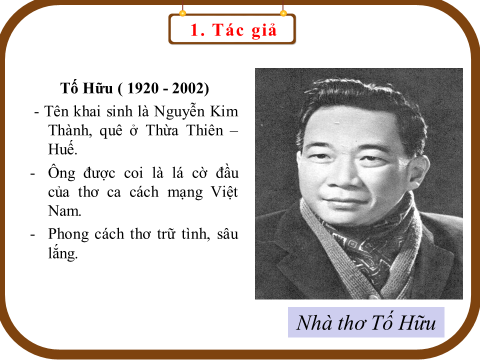 1. Tác giả
Tố Hữu ( 1920 - 2002)
- Tên khai sinh là Nguyễn Kim
Thành, quê ở Thừa Thiên –
Huế.
- Ông được coi là lá cờ đầu
của thơ ca cách mạng Việt
Nam.
- Phong cách thơ trữ tình, sâu
lắng.
Nhà thơ Tố Hữu